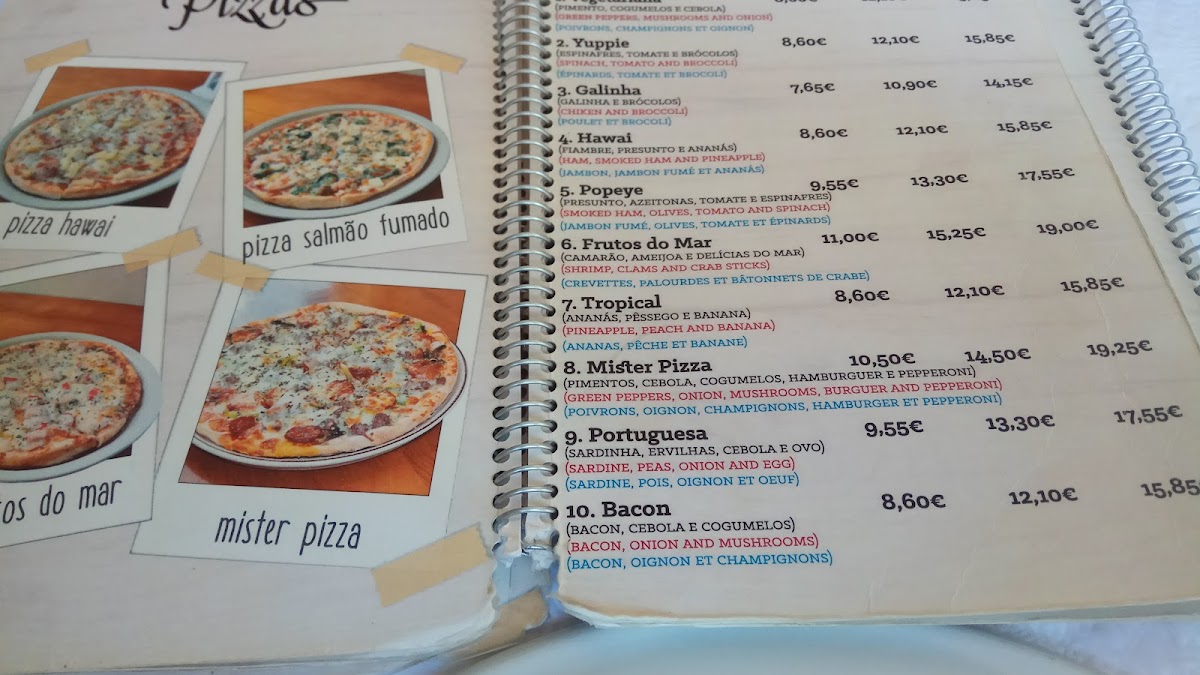 Pizzas
pizza hawai
pizza salmão fumado
os do mar
mister pizza
(PIMENTO, COGUMELOS E CEBOLA)
(GREEN PEPPERS, MUSHROOMS AND ONION)
(POIVRONS, CHAMPIGNONS ET OIGNON)
2. Yuppie 8,60€ 12,10€ 15,85€
(ESPINAFRES, TOMATE E BRÓCOLOS)
(SPINACH, TOMATO AND BROCCOLI)
(ÉPINARDS, TOMATE ET BROCOLI)
3. Galinha 7,65€ 10,90€ 14,15€
(GALINHA E BRÓCOLOS)
(CHIKEN AND BROCCOLI)
(POULET ET BROCOLI)
4. Hawai 8,60€ 12,10€ 15,85€
(FIAMBRE, PRESUNTO E ANANÁS)
(HAM, SMOKED HAM AND PINEAPPLE)
(JAMBON, JAMBON FUMÉ ET ANANÁS)
5. Popeye 9,55€ 13,30€ 17,55€
(PRESUNTO, AZEITONAS, TOMATE E ESPINAFRES)
(SMOKED HAM, OLIVES, TOMATO AND SPINACH)
(JAMBON FUMÉ, OLIVES, TOMATE ET ÉPINARDS)
6. Frutos do Mar 11,00€ 15,25€ 19,00€
(CAMARÃO, AMEIJOA E DELÍCIAS DO MAR)
(SHRIMP, CLAMS AND CRAB STICKS)
(CREVETTES, PALOURDES ET BÂTONNETS DE CRABE)
7. Tropical 8,60€ 12,10€ 15,85€
(ANANÁS, PÊSSEGO E BANANA)
(PINEAPPLE, PEACH AND BANANA)
(ANANAS, PÊCHE ET BANANE)
8. Mister Pizza 10,50€ 14,50€ 19,25€
(PIMENTOS, CEBOLA, COGUMELOS, HAMBURGUER E PEPPERONI)
(GREEN PEPPERS, ONION, MUSHROOMS, BURGUER AND PEPPERONI)
(POIVRONS, OIGNON, CHAMPIGNONS, HAMBURGER ET PEPPERONI)
9. Portuguesa 9,55€ 13,30€ 17,55€
(SARDINHA, ERVILHAS, CEBOLA E OVO)
(SARDINE, PEAS, ONION AND EGG)
(SARDINE, POIS, OIGNON ET OEUF)
10. Bacon 8,60€ 12,10€ 15,85€
(BACON, CEBOLA E COGUMELOS)
(BACON, ONION AND MUSHROOMS)
(BACON, OIGNON ET CHAMPIGNONS)